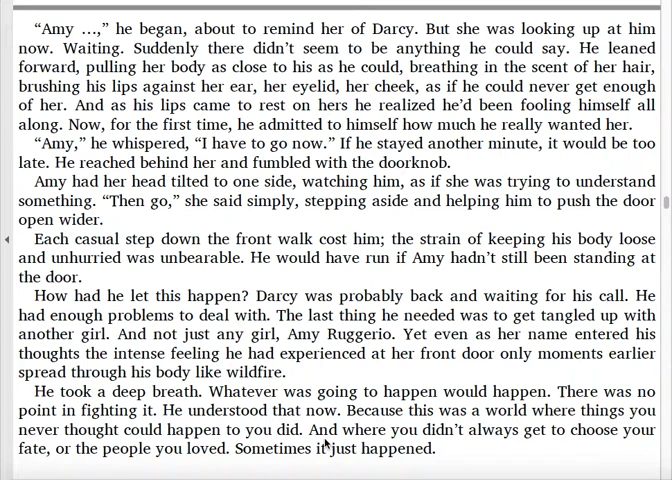 “Amy …,” he began, about to remind her of Darcy. But she was looking up at him
now. Waiting. Suddenly there didn’t seem to be anything he could say. He leaned
forward, pulling her body as close to his as he could, breathing in the scent of her hair,
brushing his lips against her ear, her eyelid, her cheek, as if he could never get enough
of her. And as his lips came to rest on hers he realized he’d been fooling himself all
along. Now, for the first time, he admitted to himself how much he really wanted her.
“Amy,” he whispered, “I have to go now.” If he stayed another minute, it would be too
late. He reached behind her and fumbled with the doorknob.
Amy had her head tilted to one side, watching him, as if she was trying to understand
something. “Then go,” she said simply, stepping aside and helping him to push the door
open wider.
Each casual step down the front walk cost him; the strain of keeping his body loose
and unhurried was unbearable. He would have run if Amy hadn’t still been standing at
the door.
How had he let this happen? Darcy was probably back and waiting for his call. He
had enough problems to deal with. The last thing he needed was to get tangled up with
another girl. And not just any girl, Amy Ruggerio. Yet even as her name entered his
thoughts the intense feeling he had experienced at her front door only moments earlier
spread through his body like wildfire.
He took a deep breath. Whatever was going to happen would happen. There was no
point in fighting it. He understood that now. Because this was a world where things you
never thought could happen to you did. And where you didn’t always get to choose your
fate, or the people you loved. Sometimes it just happened.